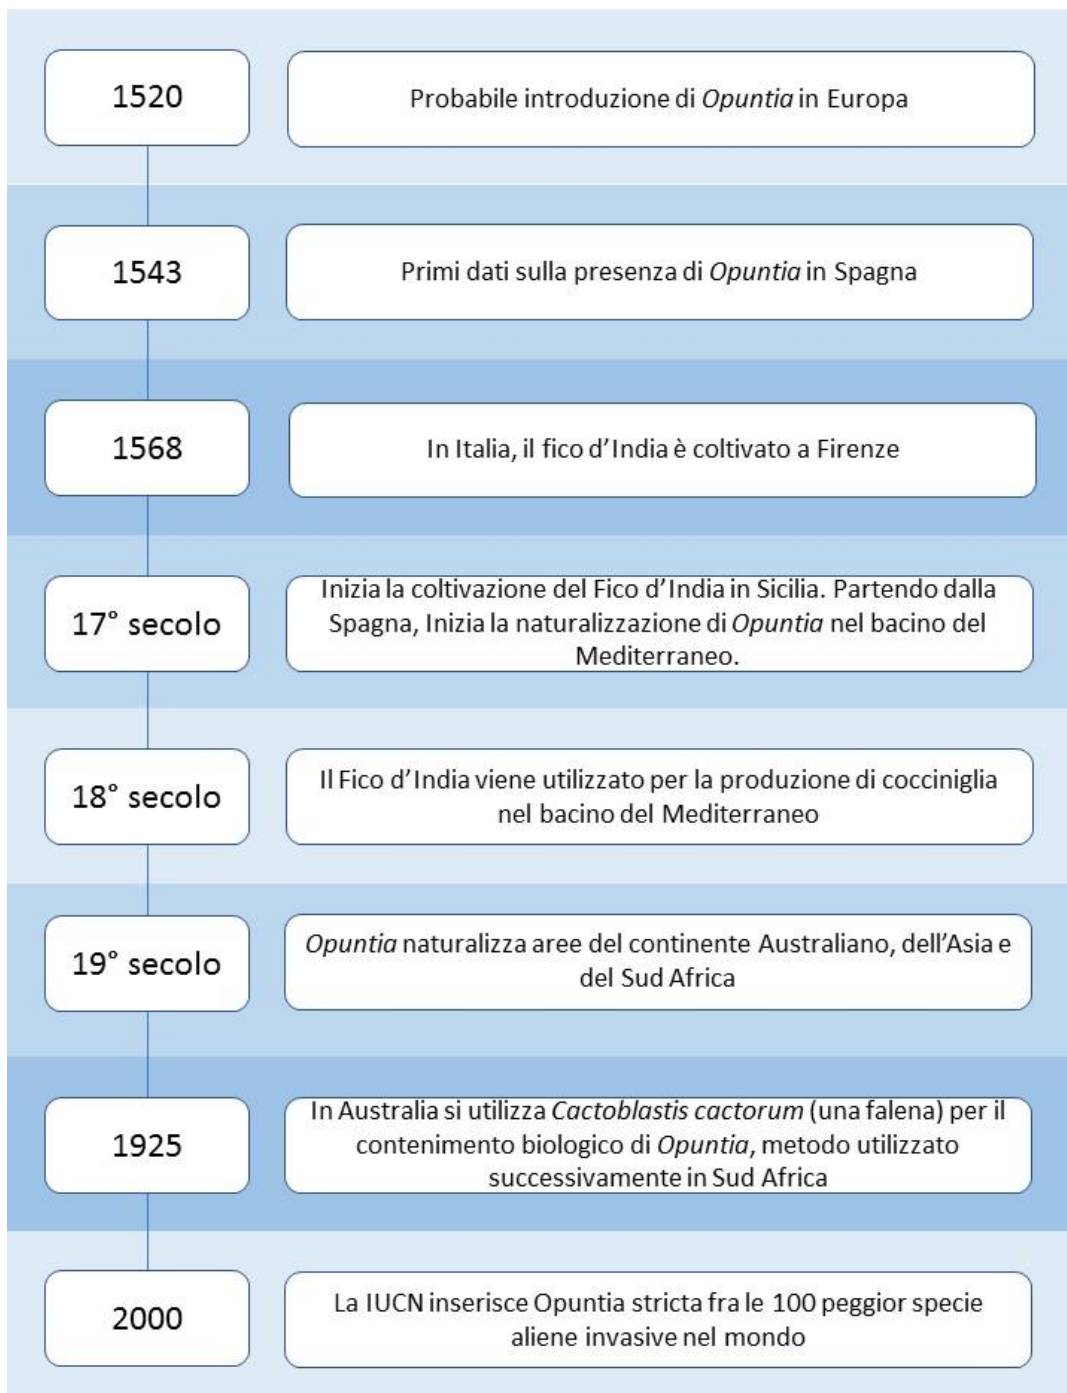 1520
Probabile introduzione di Opuntia in Europa
1543
Primi dati sulla presenza di Opuntia in Spagna
1568
In Italia, il fico d’India è coltivato a Firenze
17° secolo
Inizia la coltivazione del Fico d’India in Sicilia. Partendo dalla
Spagna, Inizia la naturalizzazione di Opuntia nel bacino del
Mediterraneo.
18° secolo
Il Fico d’India viene utilizzato per la produzione di cocciniglia
nel bacino del Mediterraneo
19° secolo
Opuntia naturalizza aree del continente Australiano, dell’Asia e
del Sud Africa
1925
In Australia si utilizza Cactoblastis cactorum (una falena) per il
contenimento biologico di Opuntia, metodo utilizzato
successivamente in Sud Africa
2000
La IUCN inserisce Opuntia stricta fra le 100 peggior specie
aliene invasive nel mondo